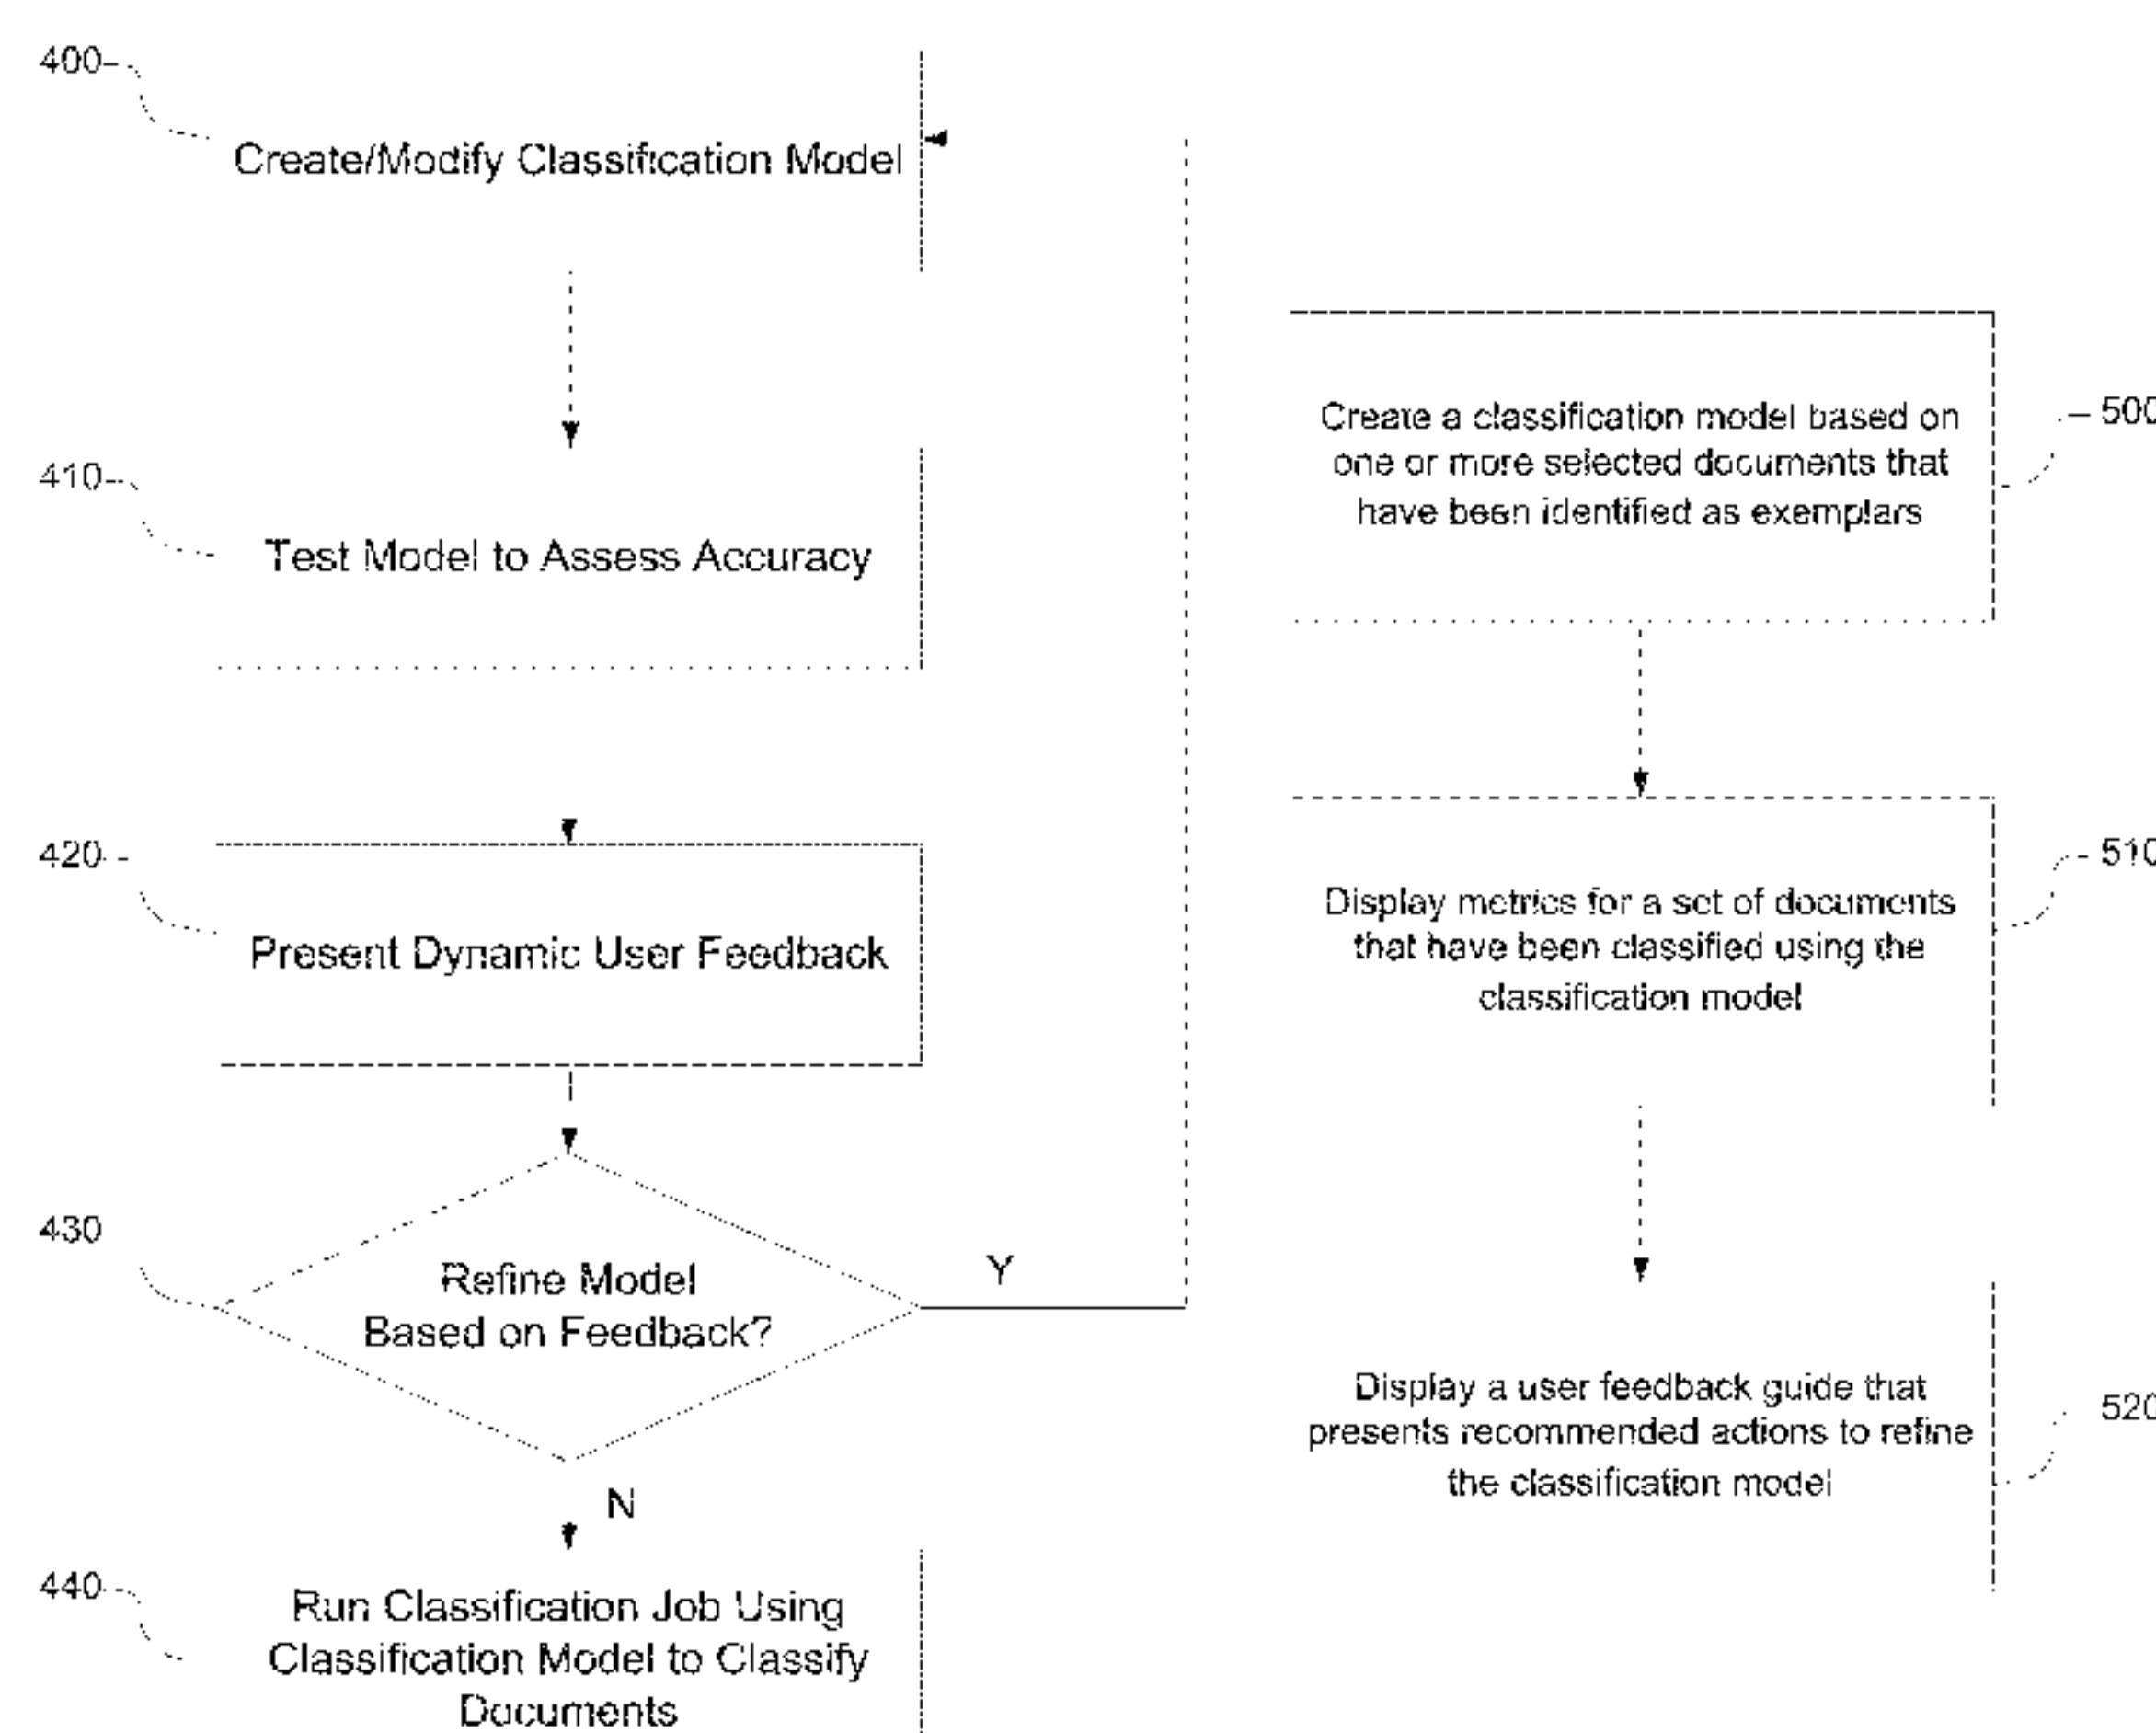 400
Create/Modify Classification Model
410
Test Model to Assess Accuracy
420
Present Dynamic User Feedback
430
Refine Model
Based on Feedback?
Y
N
440
Run Classification Job Using
Classification Model to Classify
Documents
Create a classification model based on
one or more selected documents that
have been identified as exemplars
500
Display metrics for a set of documents
that have been classified using the
classification model
510
Display a user feedback guide that
presents recommended actions to refine
the classification model
520